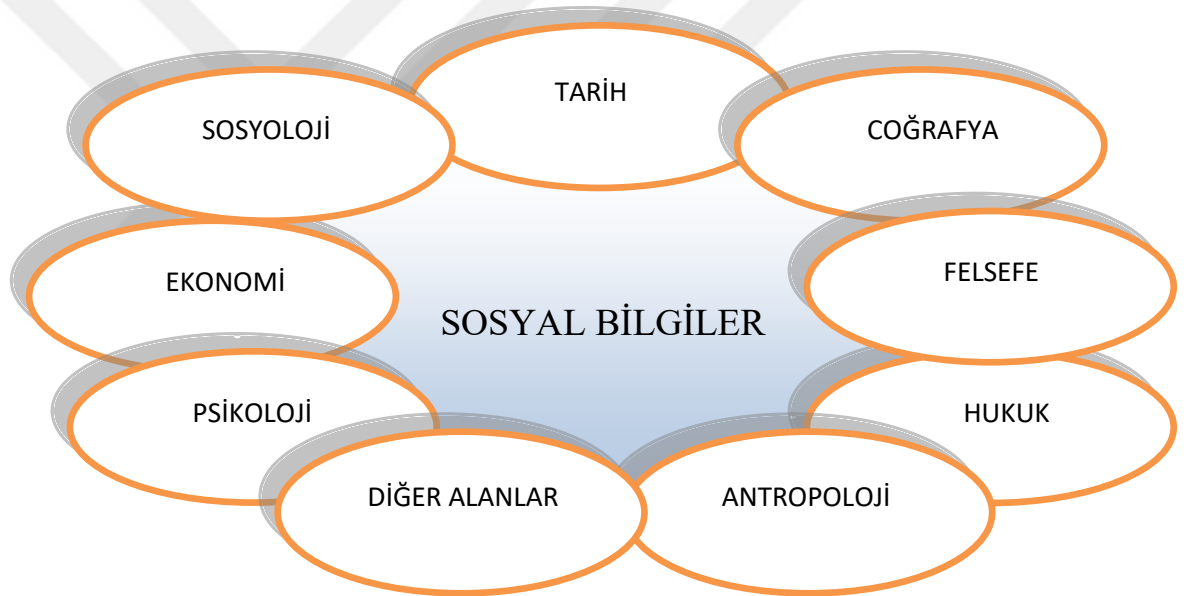 TARİH
SOSYOLOJİ
COĞRAFYA
EKONOMİ
FELSEFE
SOSYAL BİLGİLER
PSİKOLOJİ
HUKUK
DİĞER ALANLAR
ANTROPOLOJİ